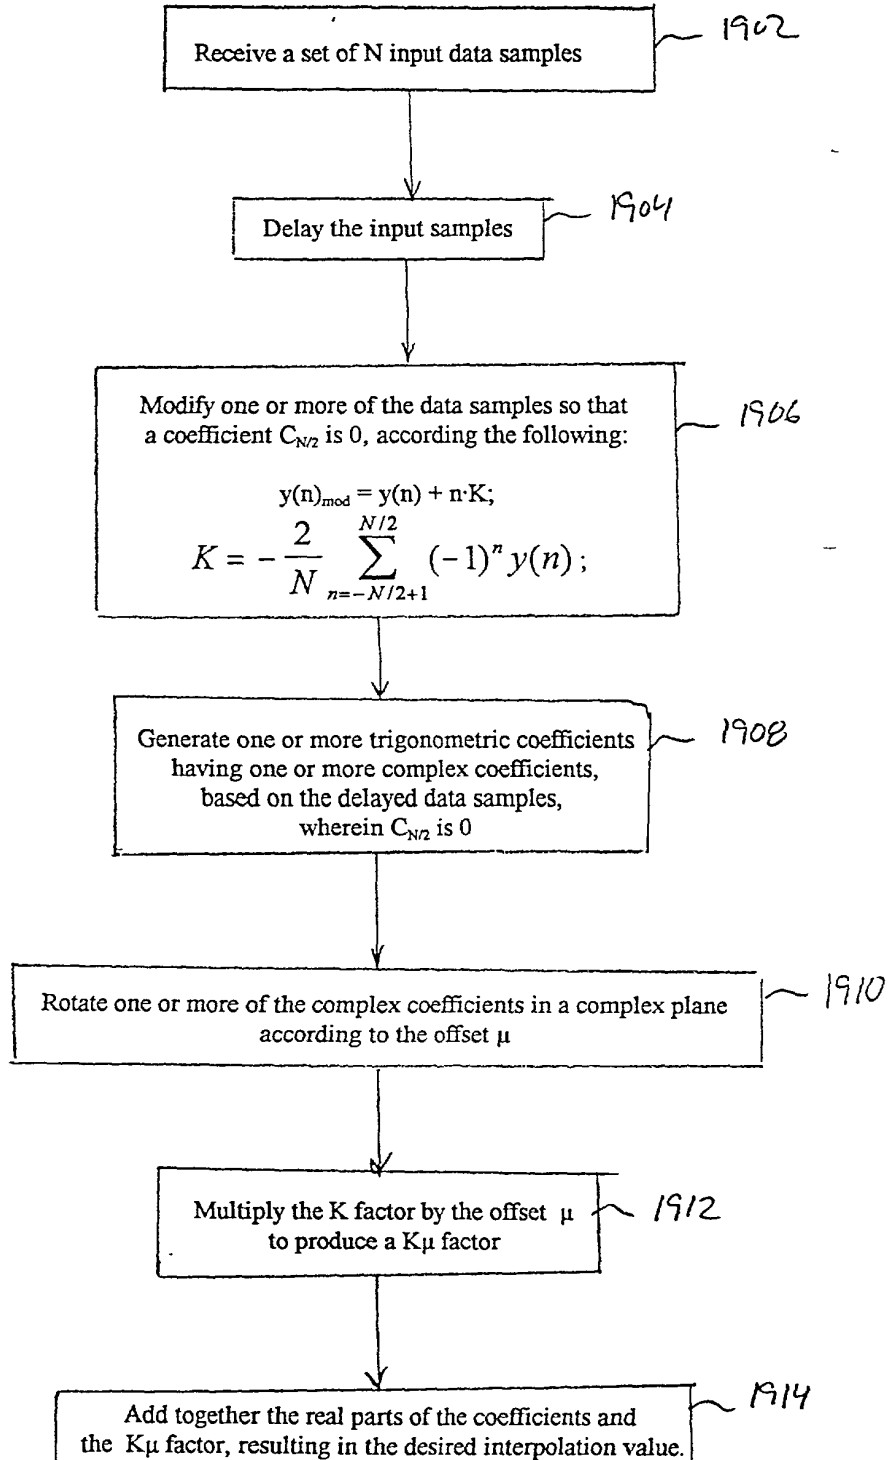 Receive a set of N input data samples
1902
Delay the input samples
1904
Modify one or more of the data samples so that
a coefficient C_{N/2} is 0, according the following:
y(n)_{mod} = y(n) + n·K;
K = - \frac{2}{N} \sum_{n=-N/2+1}^{N/2} (-1)^n y(n) ;
1906
Generate one or more trigonometric coefficients
having one or more complex coefficients,
based on the delayed data samples,
wherein C_{N/2} is 0
1908
Rotate one or more of the complex coefficients in a complex plane
according to the offset μ
1910
Multiply the K factor by the offset μ
to produce a Kμ factor
1912
Add together the real parts of the coefficients and
the Kμ factor, resulting in the desired interpolation value.
1914